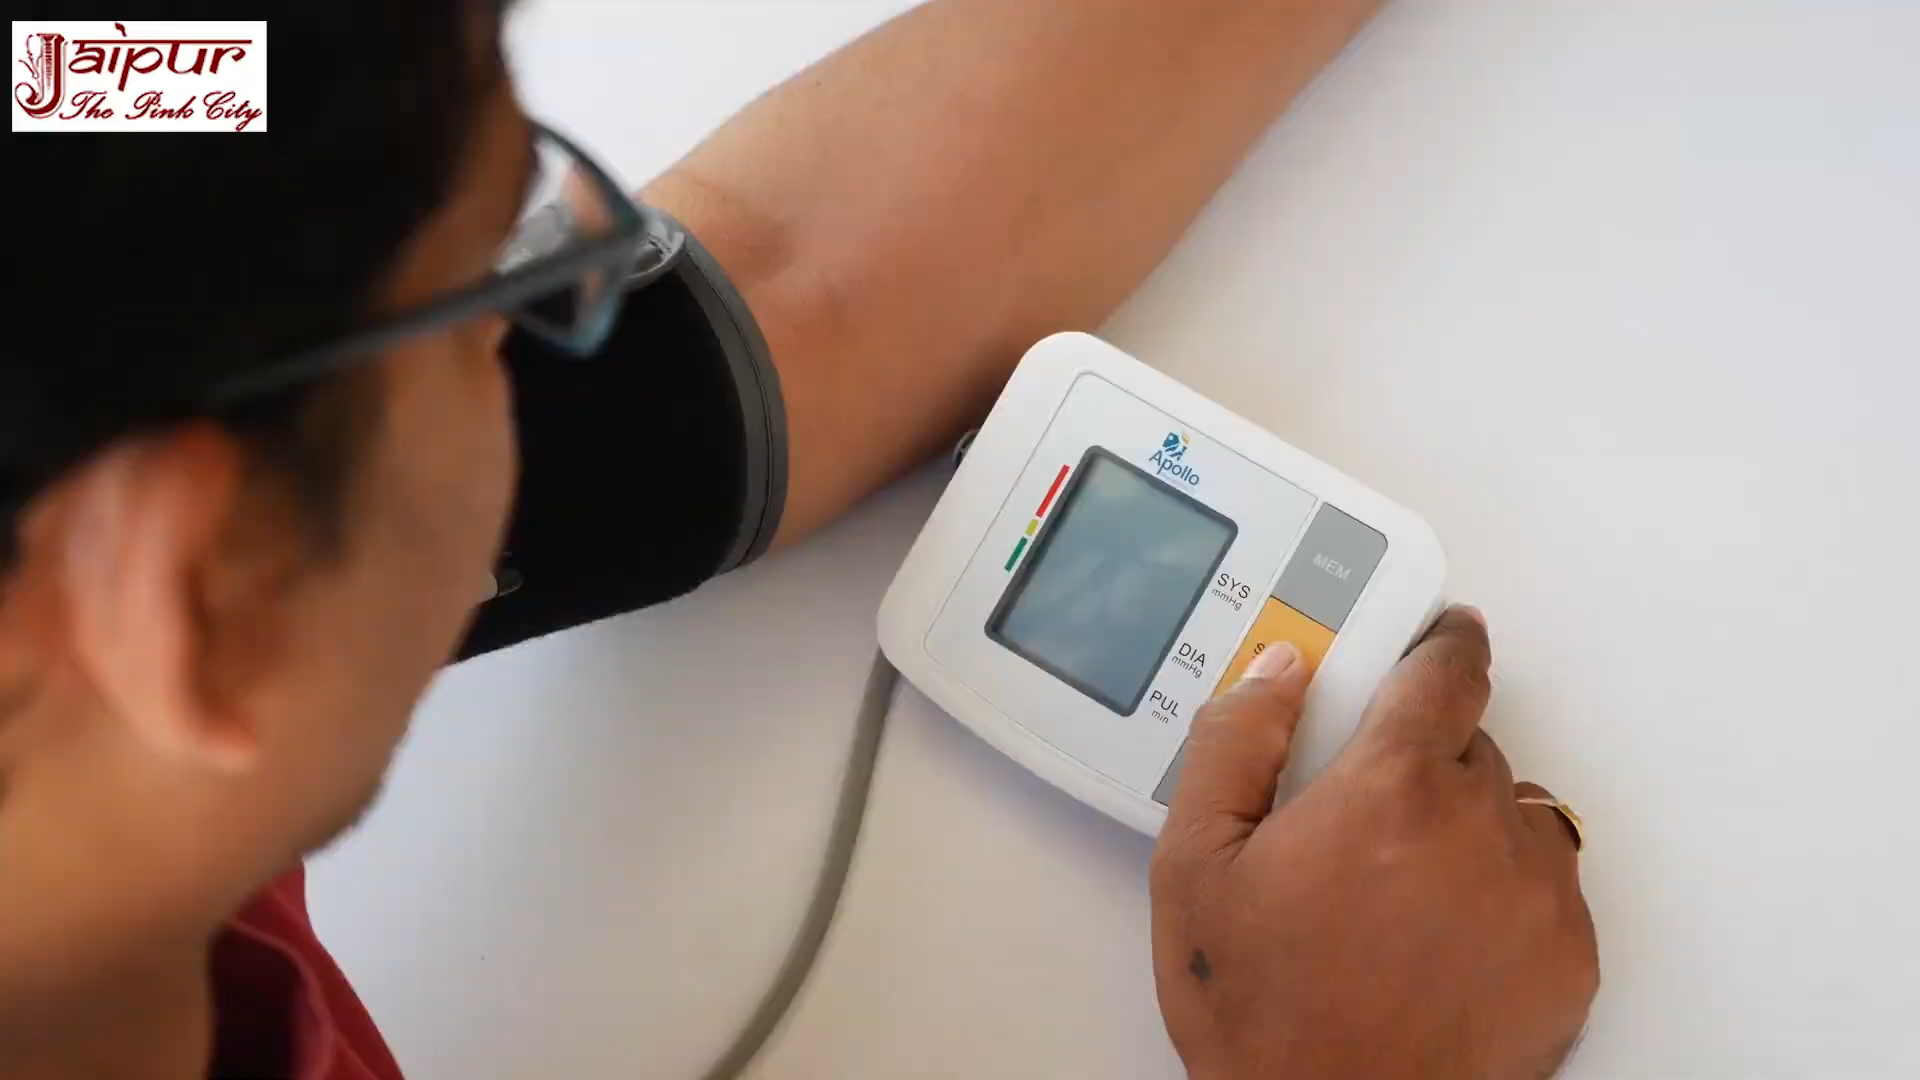 Jaipur
The Pink City
Apollo
MEM
SYS
mmHg
DIA
mmHg
PUL
min